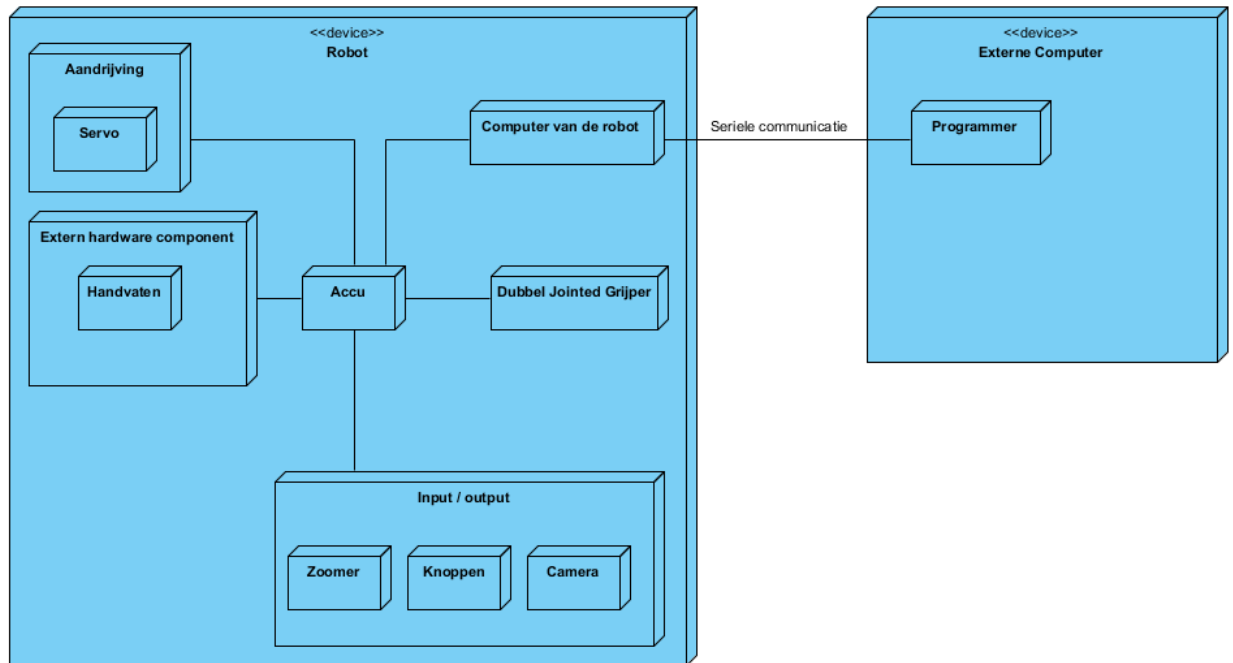 <<device>>
Robot
Aandrijving
Servo
Computer van de robot
Extern hardware component
Handvaten
Accu
Dubbel Jointed Grijper
Input / output
Zoomer
Knoppen
Camera
Seriele communicatie
<<device>>
Externe Computer
Programmer